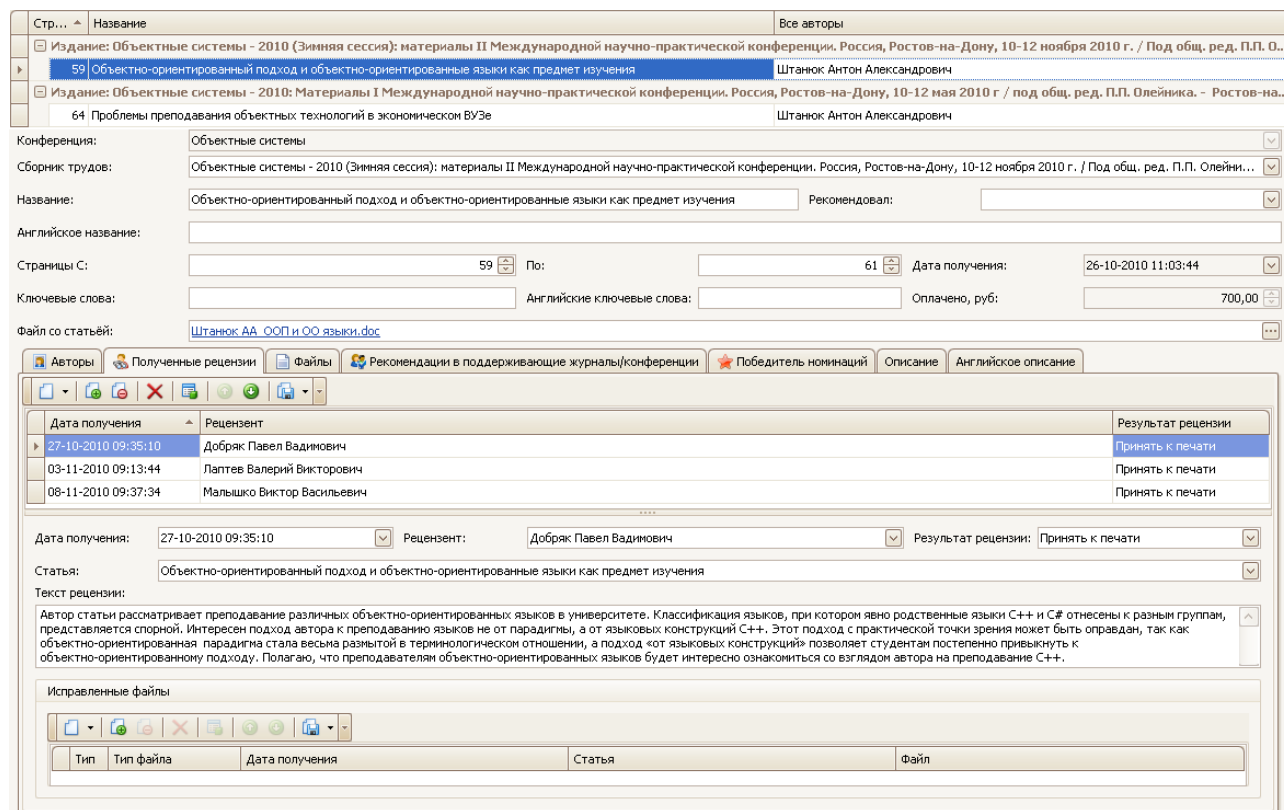 Стр... Название Все авторы
Издание: Объектные системы - 2010 (Зимняя сессия): материалы II Международной научно-практической конференции. Россия, Ростов-на-Дону, 10-12 ноября 2010 г. / Под общ. ред. П.П. О...
59 Объектно-ориентированный подход и объектно-ориентированные языки как предмет изучения Штанюк Антон Александрович
Издание: Объектные системы - 2010: Материалы I Международной научно-практической конференции. Россия, Ростов-на-Дону, 10-12 мая 2010 г / под общ. ред. П.П. Олейника. - Ростов-на...
64 Проблемы преподавания объектных технологий в экономическом ВУЗе Штанюк Антон Александрович
Конференция: Объектные системы
Сборник трудов: Объектные системы - 2010 (Зимняя сессия): материалы II Международной научно-практической конференции. Россия, Ростов-на-Дону, 10-12 ноября 2010 г. / Под общ. ред. П.П. Олейни...
Название: Объектно-ориентированный подход и объектно-ориентированные языки как предмет изучения Рекомендовал:
Английское название:
Страницы С: 59 По: 61 Дата получения: 26-10-2010 11:03:44
Ключевые слова: Английские ключевые слова: Оплачено, руб: 700,00
Файл со статьёй: Штанюк АА ООП и ОО языки.doc
Авторы Полученные рецензии Файлы Рекомендации в поддерживающие журналы/конференции Победитель номинаций Описание Английское описание
Дата получения Рецензент Результат рецензии
27-10-2010 09:35:10 Добряк Павел Вадимович Принять к печати
03-11-2010 09:13:44 Лаптев Валерий Викторович Принять к печати
08-11-2010 09:37:34 Малышко Виктор Васильевич Принять к печати
Дата получения: 27-10-2010 09:35:10 Рецензент: Добряк Павел Вадимович Результат рецензии: Принять к печати
Статья: Объектно-ориентированный подход и объектно-ориентированные языки как предмет изучения
Текст рецензии:
Автор статьи рассматривает преподавание различных объектно-ориентированных языков в университете. Классификация языков, при котором явно родственные языки C++ и C# отнесены к разным группам,
представляется спорной. Интересен подход автора к преподаванию языков не от парадигмы, а от языковых конструкций C++. Этот подход с практической точки зрения может быть оправдан, так как
объектно-ориентированная парадигма стала весьма размытой в терминологическом отношении, а подход «от языковых конструкций» позволяет студентам постепенно привыкнуть к
объектно-ориентированному подходу. Полагаю, что преподавателям объектно-ориентированных языков будет интересно ознакомиться со взглядом автора на преподавание C++.
Исправленные файлы
Тип Тип файла Дата получения Статья Файл